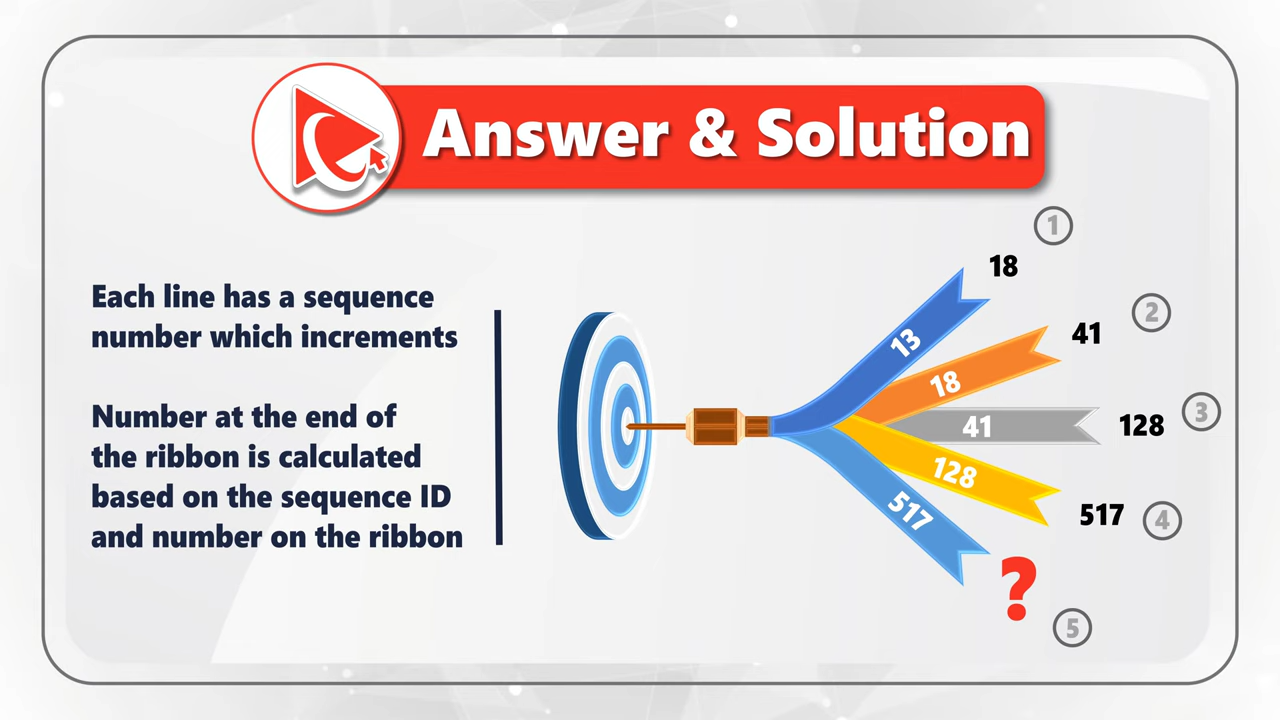 Answer & Solution
Each line has a sequence
number which increments
Number at the end of
the ribbon is calculated
based on the sequence ID
and number on the ribbon
1
18
13
2
41
18
3
128
41
128
517
4
517
?
5